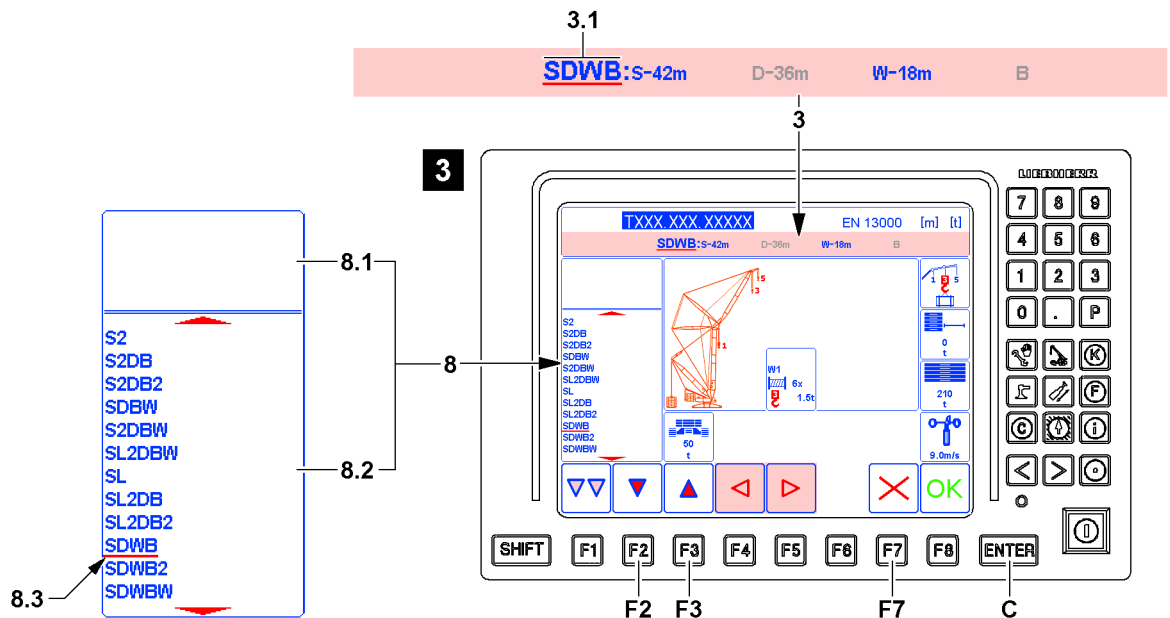 3.1
SDWB:S-42m D-36m W-18m B
3
3
LIEBHERR
TXXX.XXX.XXXXX EN 13000 [m] [t]
SDWB:S-42m D-36m W-18m B
8.1
S2
S2DB
S2DB2
SDBW
S2DBW
SL2DBW
SL
SL2DB
SL2DB2
SDWB
SDWB2
SDWBW
8
8.2
8.3
S2
S2DB
S2DB2
SDBW
S2DBW
SL2DBW
SL
SL2DB
SL2DB2
SDWB
SDWB2
SDWBW
5
3
1
W1
6x
3
1.5t
50
t
1 3 5
0
t
210
t
9.0m/s
OK
7 8 9
4 5 6
1 2 3
0 . P
K
F
C i
SHIFT F1 F2 F3 F4 F5 F6 F7 F8 ENTER
F2 F3 F7 C